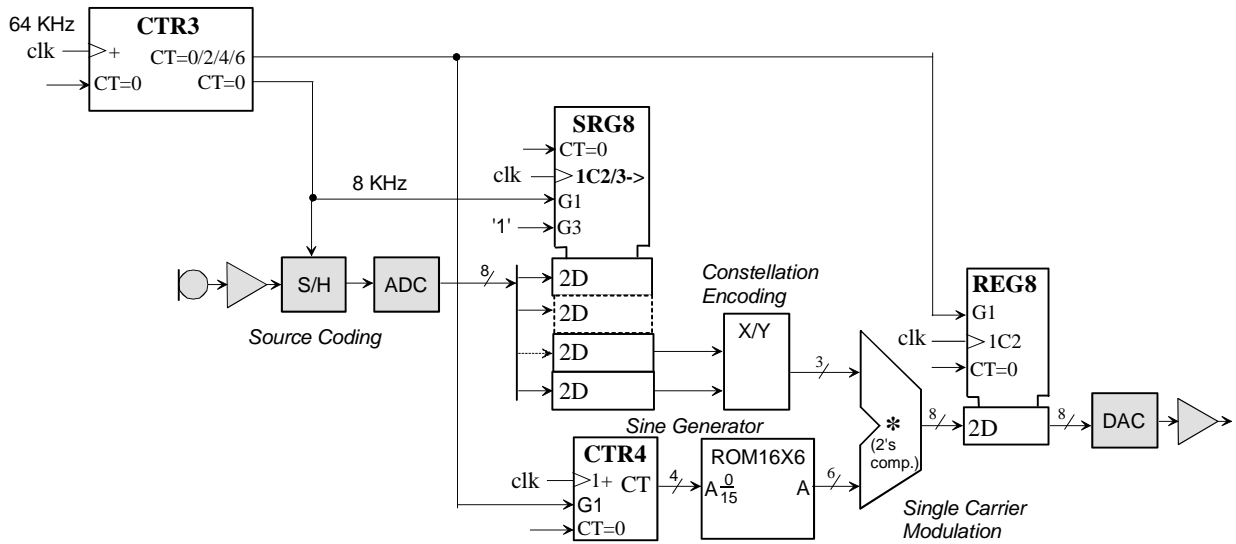 64 KHz
CTR3
clk
+
CT=0/2/4/6
CT=0
CT=0
SRG8
CT=0
clk
1C2/3->
8 KHz
G1
'1'
G3
S/H
ADC
8
2D
2D
2D
2D
Source Coding
Constellation
Encoding
X/Y
3
REG8
G1
clk
1C2
CT=0
*
(2's
comp.)
8
2D
8
DAC
Sine Generator
CTR4
clk
1+
CT
G1
CT=0
4
ROM16X6
A 0/15
A
6
Single Carrier
Modulation